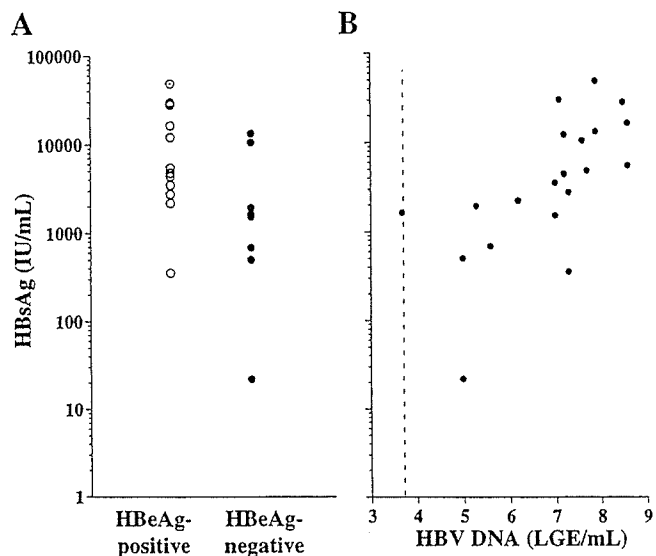 A
B
100000
10000
1000
100
10
1
HBsAg (IU/mL)
HBeAg-
positive
HBeAg-
negative
3 4 5 6 7 8 9
HBV DNA (LGE/mL)